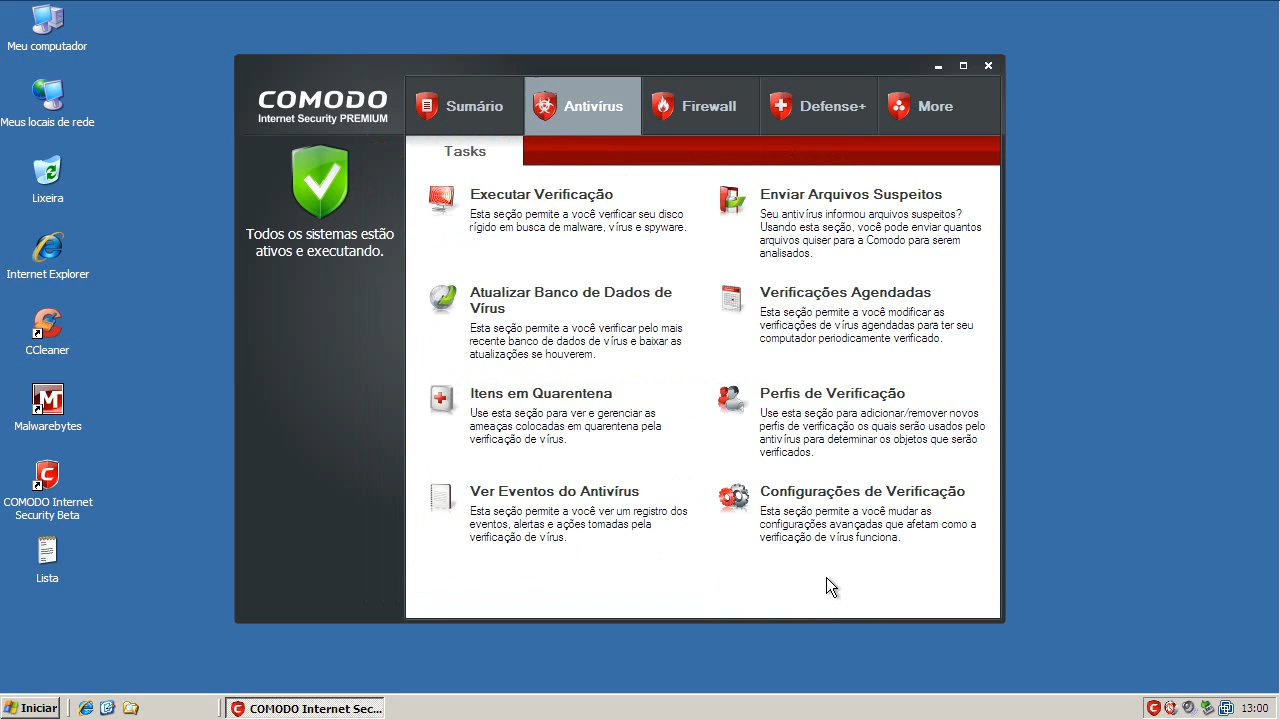 Meu computador
Meus locais de rede
Lixeira
Internet Explorer
CCleaner
Malwarebytes
COMODO Internet
Security Beta
Lista
COMODO
Internet Security PREMIUM
Sumário
Antivírus
Firewall
Defense+
More
Todos os sistemas estão
ativos e executando.
Tasks
Executar Verificação
Esta seção permite a você verificar seu disco
rígido em busca de malware, vírus e spyware.
Enviar Arquivos Suspeitos
Seu antivírus informou arquivos suspeitos?
Usando esta seção, você pode enviar quantos
arquivos quiser para a Comodo para serem
analisados.
Atualizar Banco de Dados de
Vírus
Esta seção permite a você verificar pelo mais
recente banco de dados de vírus e baixar as
atualizações se houverem.
Verificações Agendadas
Esta seção permite a você modificar as
verificações de vírus agendadas para ter seu
computador periodicamente verificado.
Itens em Quarentena
Use esta seção para ver e gerenciar as
ameaças colocadas em quarentena pela
verificação de vírus.
Perfis de Verificação
Use esta seção para adicionar/remover novos
perfis de verificação os quais serão usados pelo
antivírus para determinar os objetos que serão
verificados.
Ver Eventos do Antivírus
Esta seção permite a você ver um registro dos
eventos, alertas e ações tomadas pela
verificação de vírus.
Configurações de Verificação
Esta seção permite a você mudar as
configurações avançadas que afetam como a
verificação de vírus funciona.
Iniciar
COMODO Internet Sec...
13:00